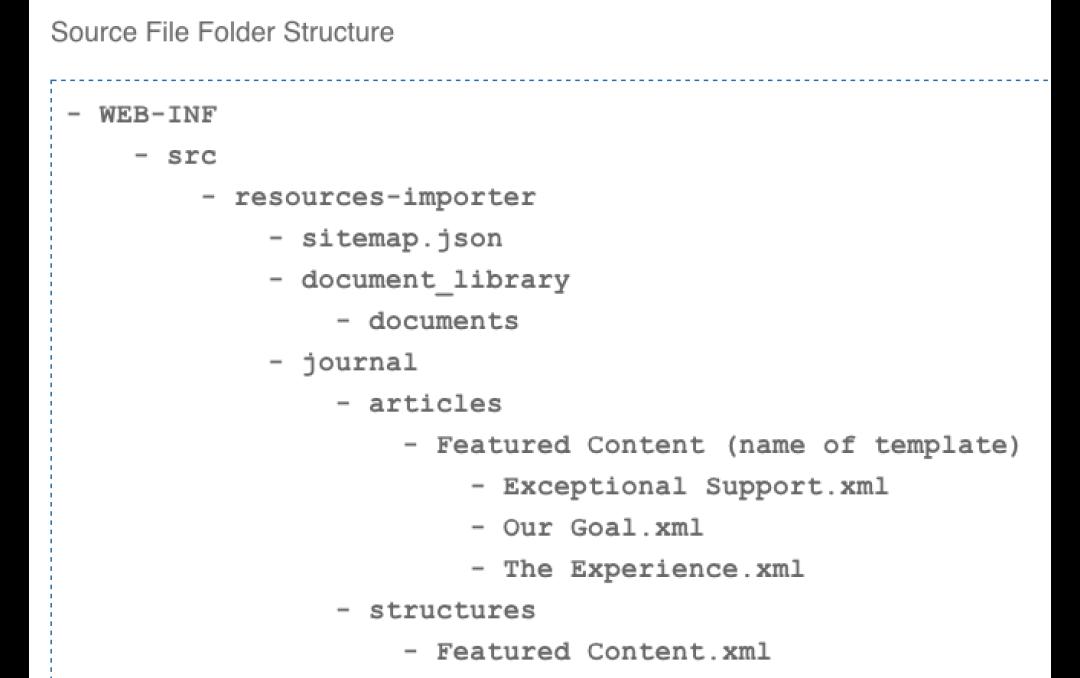 Source File Folder Structure
- WEB-INF
- src
- resources-importer
- sitemap.json
- document_library
- documents
- journal
- articles
- Featured Content (name of template)
- Exceptional Support.xml
- Our Goal.xml
- The Experience.xml
- structures
- Featured Content.xml